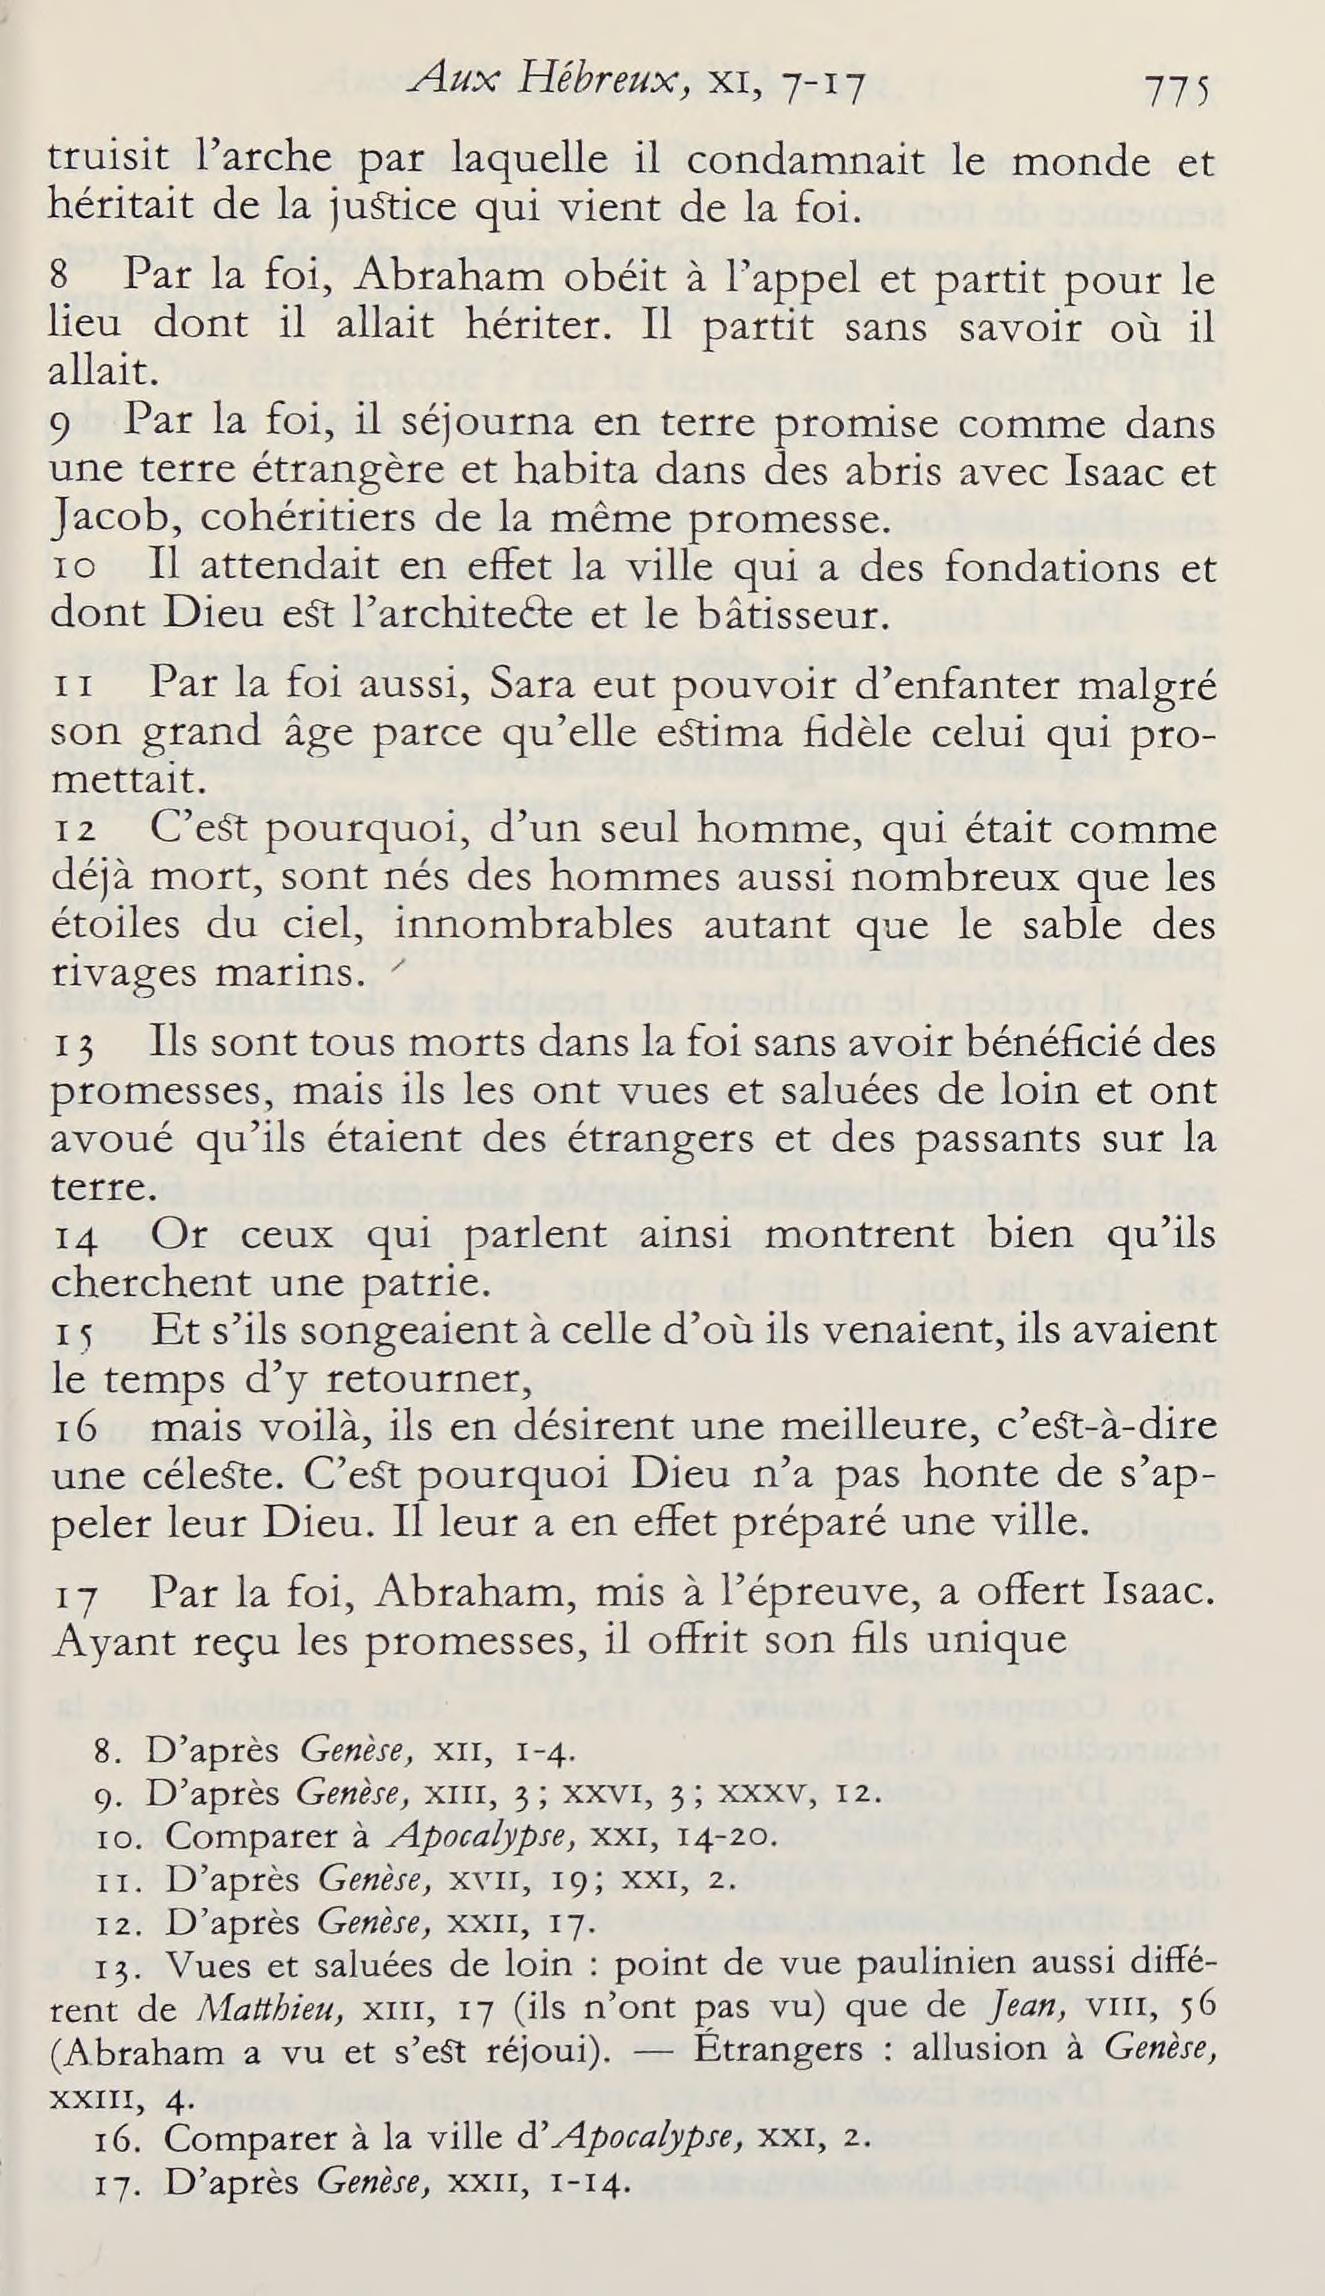 Aux Hébreux, XI, 7-17 775
truisit l’arche par laquelle il condamnait le monde et
héritait de la justice qui vient de la foi.
8 Par la foi, Abraham obéit à l’appel et partit pour le
lieu dont il allait hériter. Il partit sans savoir où il
allait.
9 Par la foi, il séjourna en terre promise comme dans
une terre étrangère et habita dans des abris avec Isaac et
Jacob, cohéritiers de la même promesse.
10 Il attendait en effet la ville qui a des fondations et
dont Dieu est l’architecte et le bâtisseur.
11 Par la foi aussi, Sara eut pouvoir d’enfanter malgré
son grand âge parce qu’elle estima fidèle celui qui pro-
mettait.
12 C’est pourquoi, d’un seul homme, qui était comme
déjà mort, sont nés des hommes aussi nombreux que les
étoiles du ciel, innombrables autant que le sable des
rivages marins.
13 Ils sont tous morts dans la foi sans avoir bénéficié des
promesses, mais ils les ont vues et saluées de loin et ont
avoué qu’ils étaient des étrangers et des passants sur la
terre.
14 Or ceux qui parlent ainsi montrent bien qu’ils
cherchent une patrie.
15 Et s’ils songeaient à celle d’où ils venaient, ils avaient
le temps d’y retourner,
16 mais voilà, ils en désirent une meilleure, c’est-à-dire
une céleste. C’est pourquoi Dieu n’a pas honte de s’ap-
peler leur Dieu. Il leur a en effet préparé une ville.
17 Par la foi, Abraham, mis à l’épreuve, a offert Isaac.
Ayant reçu les promesses, il offrit son fils unique
8. D’après Genèse, XII, 1-4.
9. D’après Genèse, XIII, 3 ; XXVI, 3 ; XXXV, 12.
10. Comparer à Apocalypse, XXI, 14-20.
11. D’après Genèse, XVII, 19 ; XXI, 2.
12. D’après Genèse, XXII, 17.
13. Vues et saluées de loin : point de vue paulinien aussi diffé-
rent de Matthieu, XIII, 17 (ils n’ont pas vu) que de Jean, VIII, 56
(Abraham a vu et s’est réjoui). — Étrangers : allusion à Genèse,
XXIII, 4.
16. Comparer à la ville d’Apocalypse, XXI, 2.
17. D’après Genèse, XXII, 1-14.